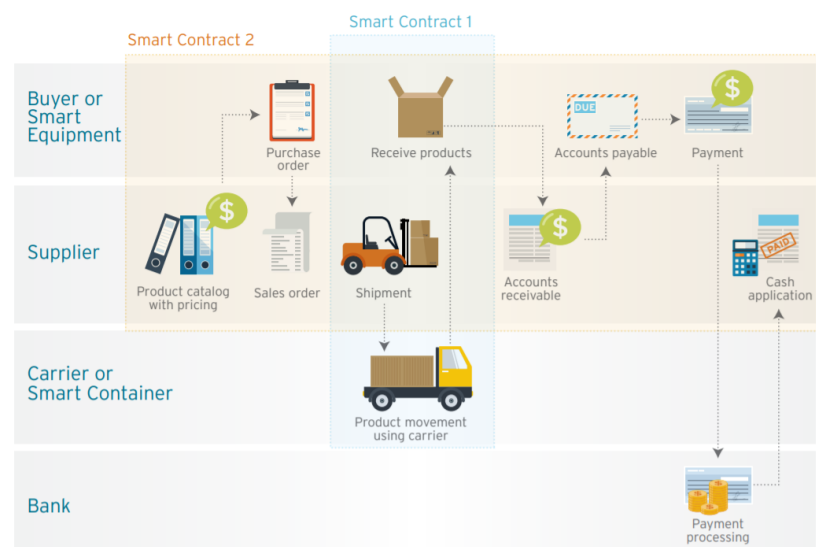 Smart Contract 1
Smart Contract 2
Buyer or
Smart
Equipment
Purchase
order
Receive products
DUE
Accounts payable
$
Payment
Supplier
$
Product catalog
with pricing
Sales order
Shipment
$
Accounts
receivable
PAID
Cash
application
Carrier or
Smart Container
Product movement
using carrier
Bank
Payment
processing